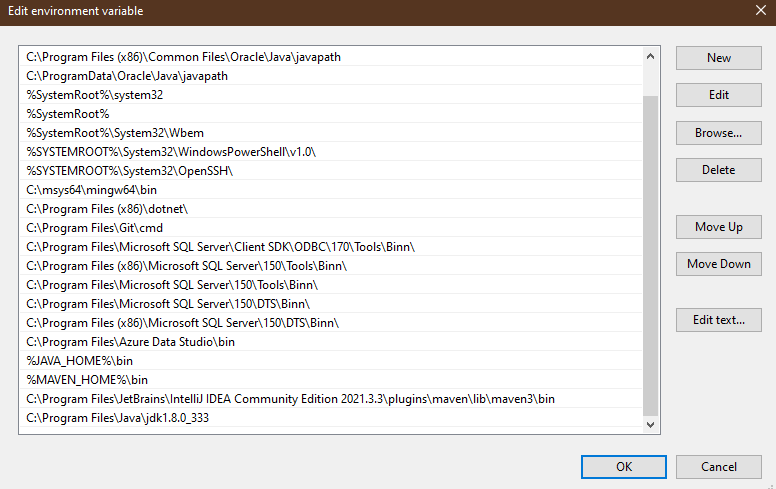 Edit environment variable
C:\Program Files (x86)\Common Files\Oracle\Java\javapath
C:\ProgramData\Oracle\Java\javapath
%SystemRoot%\system32
%SystemRoot%
%SystemRoot%\System32\Wbem
%SYSTEMROOT%\System32\WindowsPowerShell\v1.0\
%SYSTEMROOT%\System32\OpenSSH\
C:\msys64\mingw64\bin
C:\Program Files (x86)\dotnet\
C:\Program Files\Git\cmd
C:\Program Files\Microsoft SQL Server\Client SDK\ODBC\170\Tools\Binn\
C:\Program Files (x86)\Microsoft SQL Server\150\Tools\Binn\
C:\Program Files\Microsoft SQL Server\150\Tools\Binn\
C:\Program Files\Microsoft SQL Server\150\DTS\Binn\
C:\Program Files (x86)\Microsoft SQL Server\150\DTS\Binn\
C:\Program Files\Azure Data Studio\bin
%JAVA_HOME%\bin
%MAVEN_HOME%\bin
C:\Program Files\JetBrains\IntelliJ IDEA Community Edition 2021.3.3\plugins\maven\lib\maven3\bin
C:\Program Files\Java\jdk1.8.0_333
New
Edit
Browse...
Delete
Move Up
Move Down
Edit text...
OK
Cancel